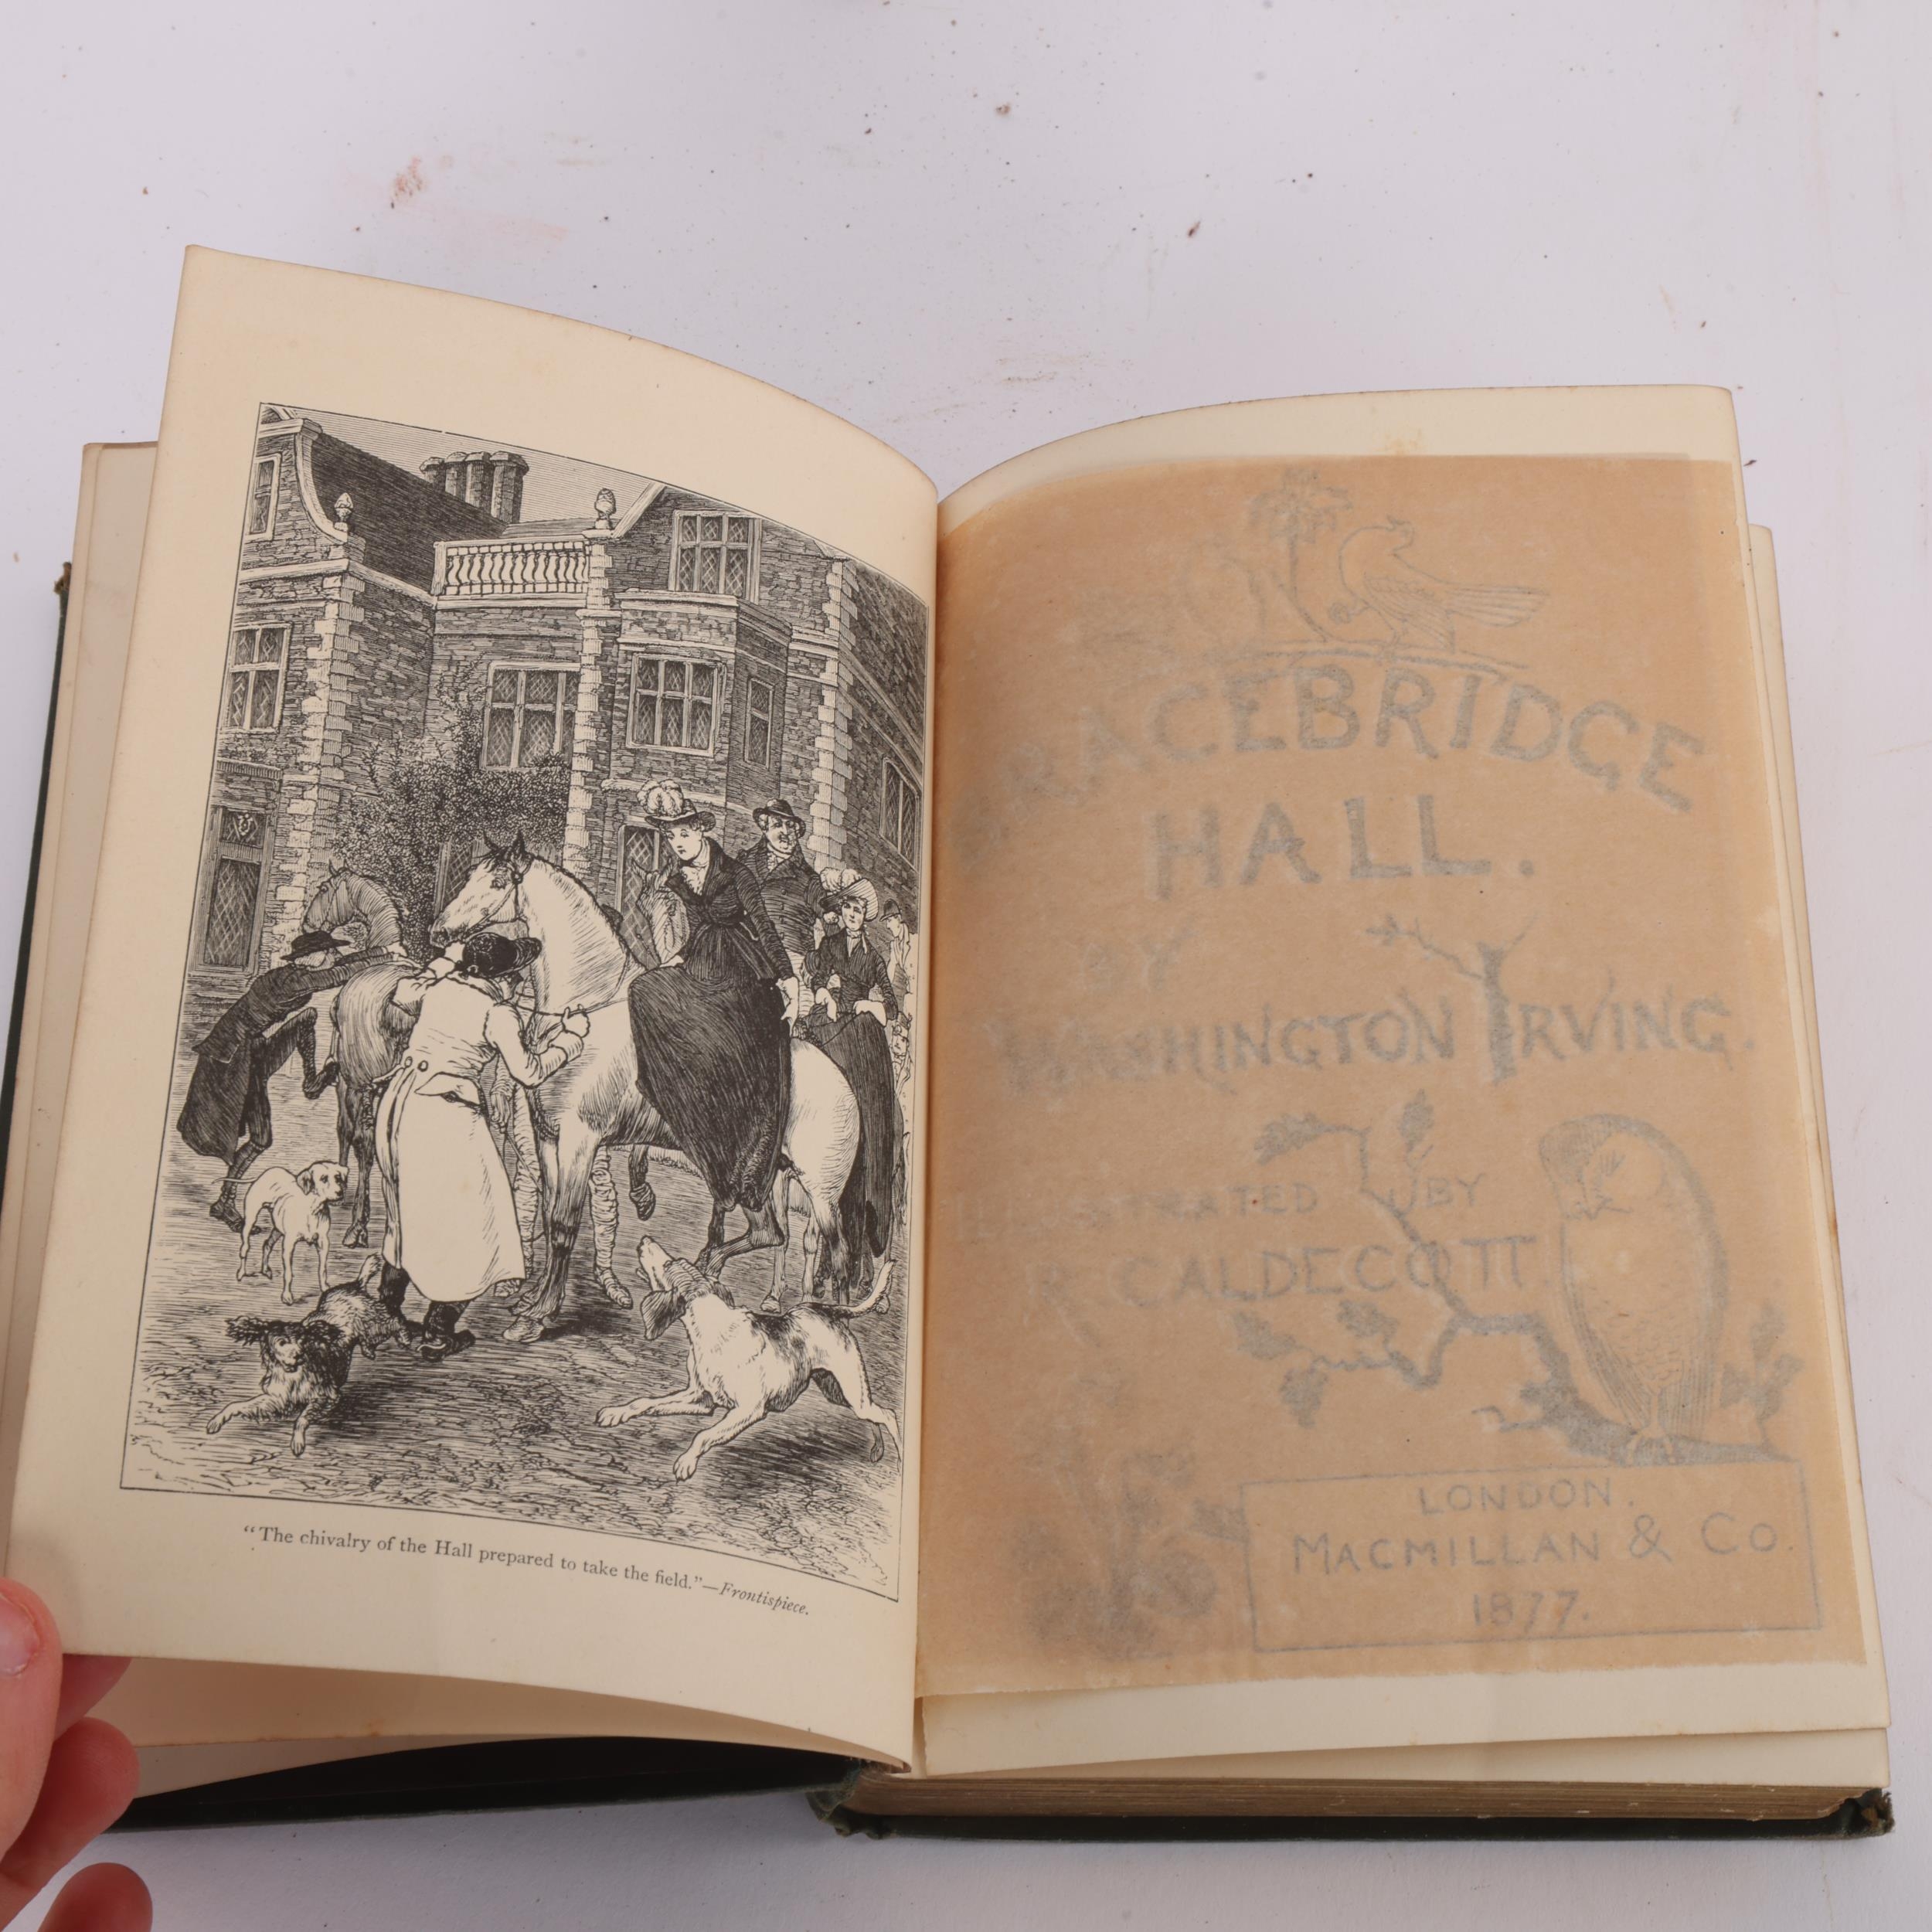 “The chivalry of the Hall prepared to take the field.”—Frontispiece.
BRACEBRIDGE
HALL.
BY
WASHINGTON IRVING.
ILLUSTRATED BY
R. CALDECOTT.
LONDON.
MACMILLAN & Co.
1877.